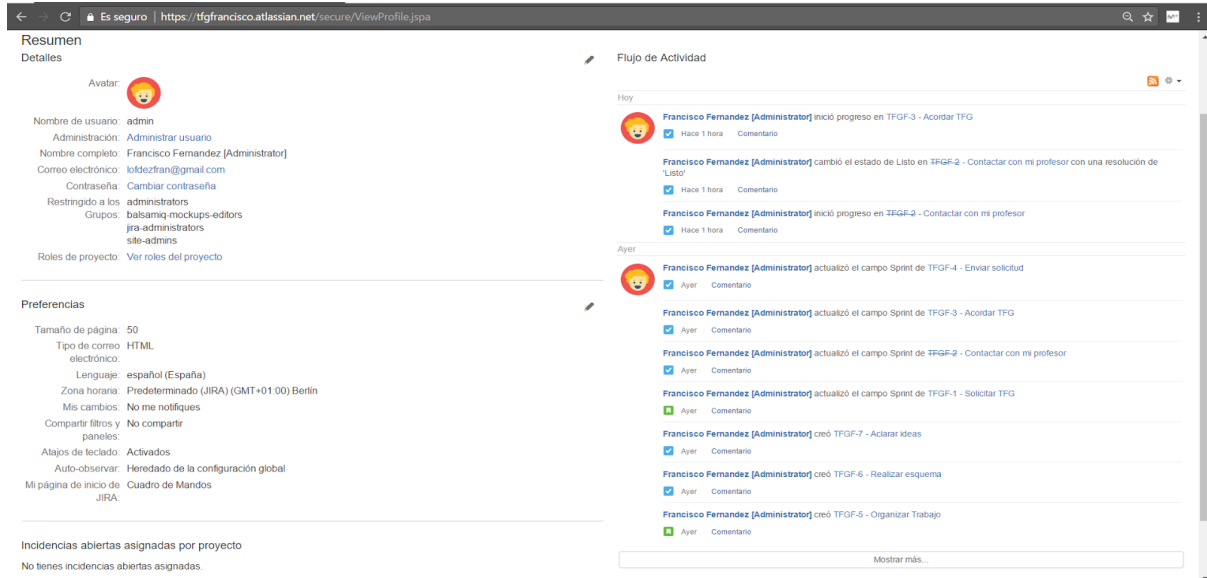 Es seguro | https://tfgfrancisco.atlassian.net/secure/ViewProfile.jspa
Resumen
Detalles
Avatar:
Nombre de usuario: admin
Administración: Administrar usuario
Nombre completo: Francisco Fernandez [Administrator]
Correo electrónico: lofdezfran@gmail.com
Contraseña: Cambiar contraseña
Restringido a los administrators
Grupos: balsamiq-mockups-editors
jira-administrators
site-admins
Roles de proyecto: Ver roles del proyecto
Preferencias
Tamaño de página: 50
Tipo de correo HTML
electrónico:
Lenguaje: español (España)
Zona horaria: Predeterminado (JIRA) (GMT+01:00) Berlín
Mis cambios: No me notifiques
Compartir filtros y No compartir
paneles:
Atajos de teclado: Activados
Auto-observar: Heredado de la configuración global
Mi página de inicio de Cuadro de Mandos
JIRA:
Incidencias abiertas asignadas por proyecto
No tienes incidencias abiertas asignadas.
Flujo de Actividad
Hoy
Francisco Fernandez [Administrator] inició progreso en TFGF-3 - Acordar TFG
Hace 1 hora Comentario
Francisco Fernandez [Administrator] cambió el estado de Listo en TFGF-2 - Contactar con mi profesor con una resolución de
'Listo'
Hace 1 hora Comentario
Francisco Fernandez [Administrator] inició progreso en TFGF-2 - Contactar con mi profesor
Hace 1 hora Comentario
Ayer
Francisco Fernandez [Administrator] actualizó el campo Sprint de TFGF-4 - Enviar solicitud
Ayer Comentario
Francisco Fernandez [Administrator] actualizó el campo Sprint de TFGF-3 - Acordar TFG
Ayer Comentario
Francisco Fernandez [Administrator] actualizó el campo Sprint de TFGF-2 - Contactar con mi profesor
Ayer Comentario
Francisco Fernandez [Administrator] actualizó el campo Sprint de TFGF-1 - Solicitar TFG
Ayer Comentario
Francisco Fernandez [Administrator] creó TFGF-7 - Aclarar ideas
Ayer Comentario
Francisco Fernandez [Administrator] creó TFGF-6 - Realizar esquema
Ayer Comentario
Francisco Fernandez [Administrator] creó TFGF-5 - Organizar Trabajo
Ayer Comentario
Mostrar más...